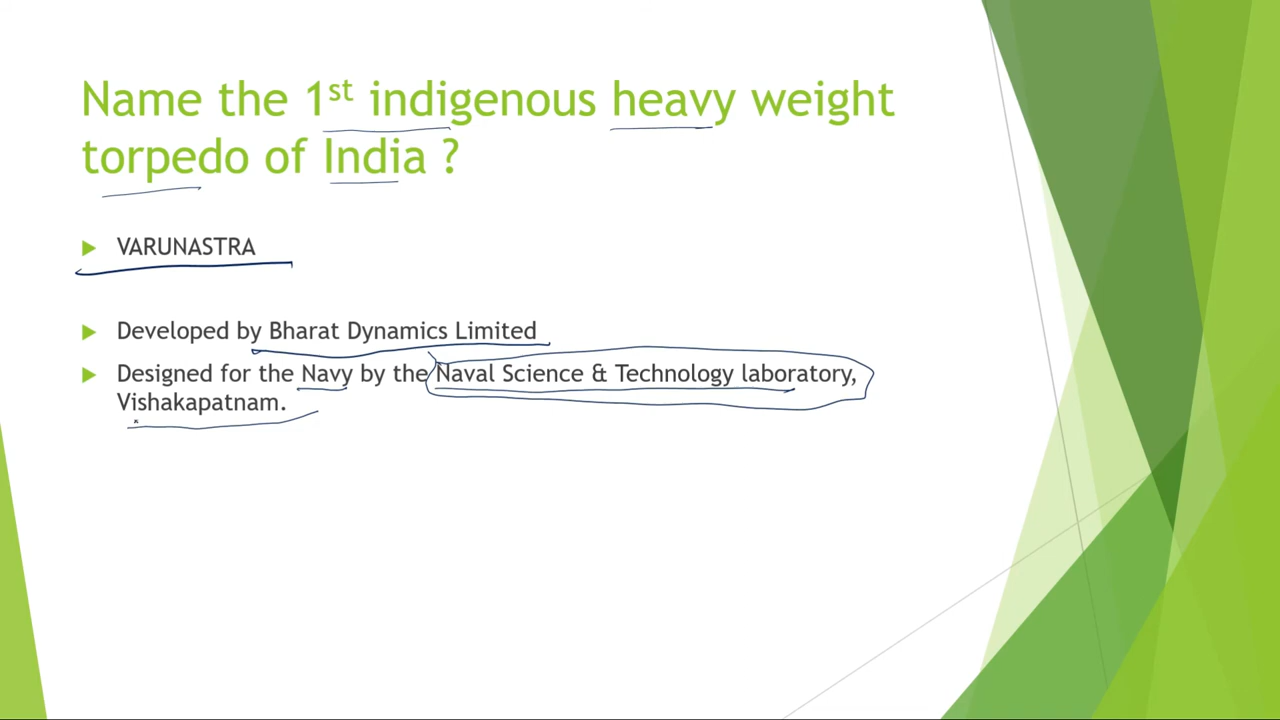 Name the 1st indigenous heavy weight
torpedo of India ?
VARUNASTRA
Developed by Bharat Dynamics Limited
Designed for the Navy by the Naval Science & Technology laboratory,
Vishakapatnam.